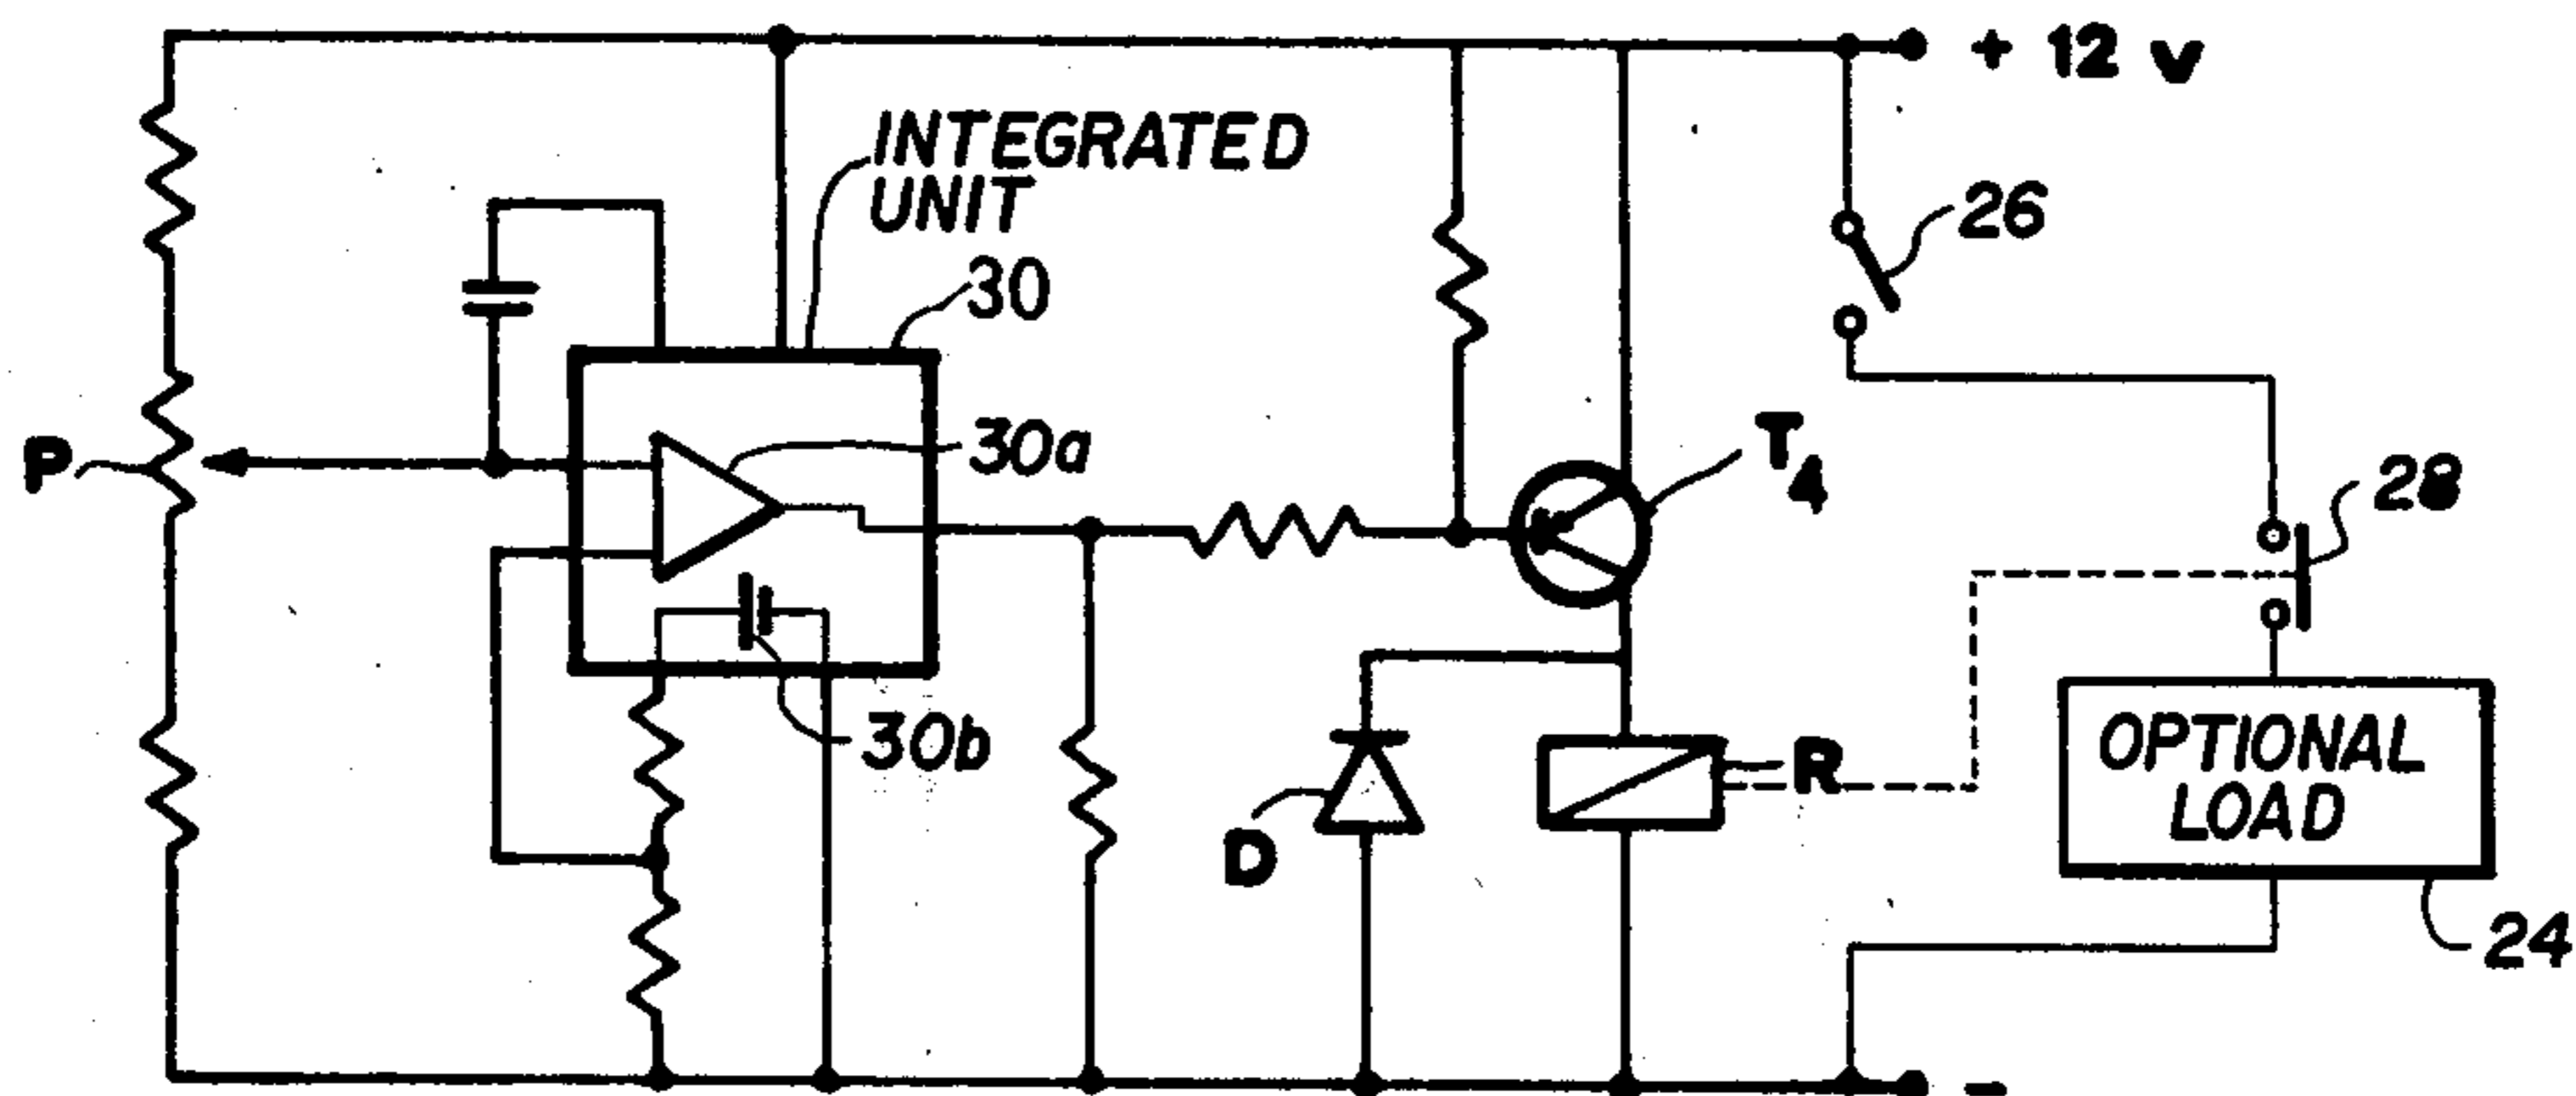 + 12 v
INTEGRATED
UNIT
30
26
30a
P
T4
28
30b
R
D
OPTIONAL
LOAD
24
-